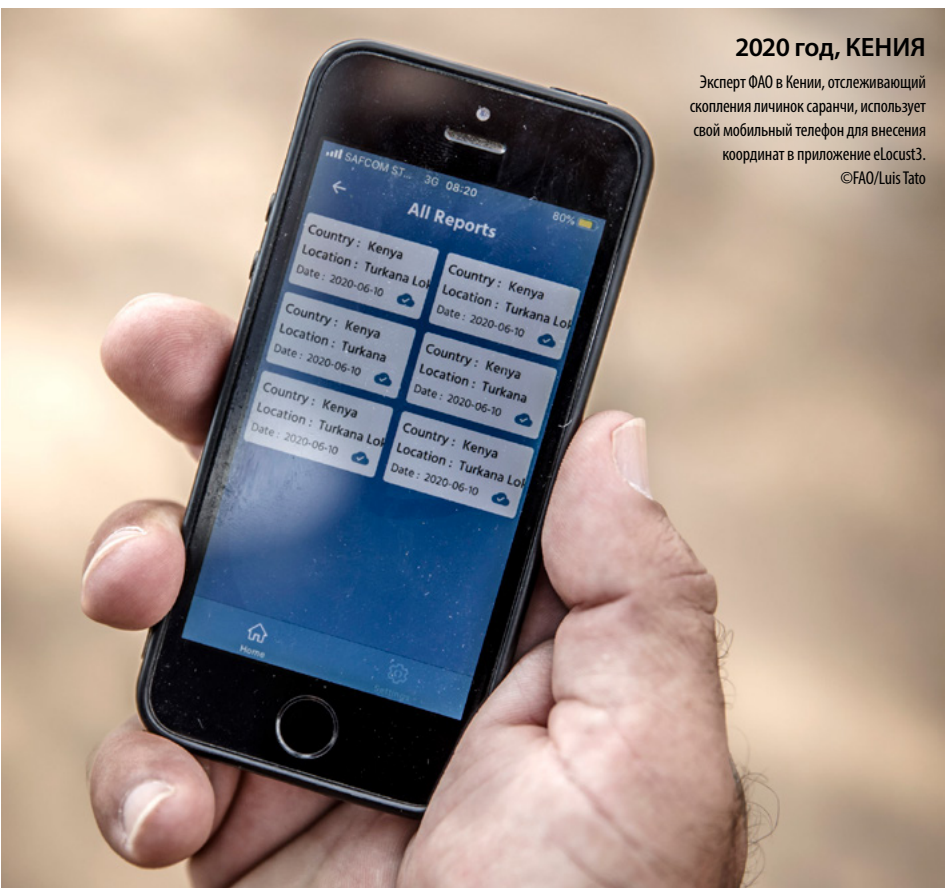 2020 год, КЕНИЯ
Эксперт ФАО в Кении, отслеживающий
скопления личинок саранчи, использует
свой мобильный телефон для внесения
координат в приложение eLocust3.
©FAO/Luis Tato
SAFCOM ST... 3G 08:20 80%
All Reports
Country : Kenya
Location : Turkana Lok
Date : 2020-06-10
Country : Kenya
Location : Turkana Lok
Date : 2020-06-10
Country : Kenya
Location : Turkana
Date : 2020-06-10
Country : Kenya
Location : Turkana
Date : 2020-06-10
Country : Kenya
Location : Turkana Lok
Date : 2020-06-10
Country : Kenya
Location : Turkana Lok
Date : 2020-06-10
Home
Settings